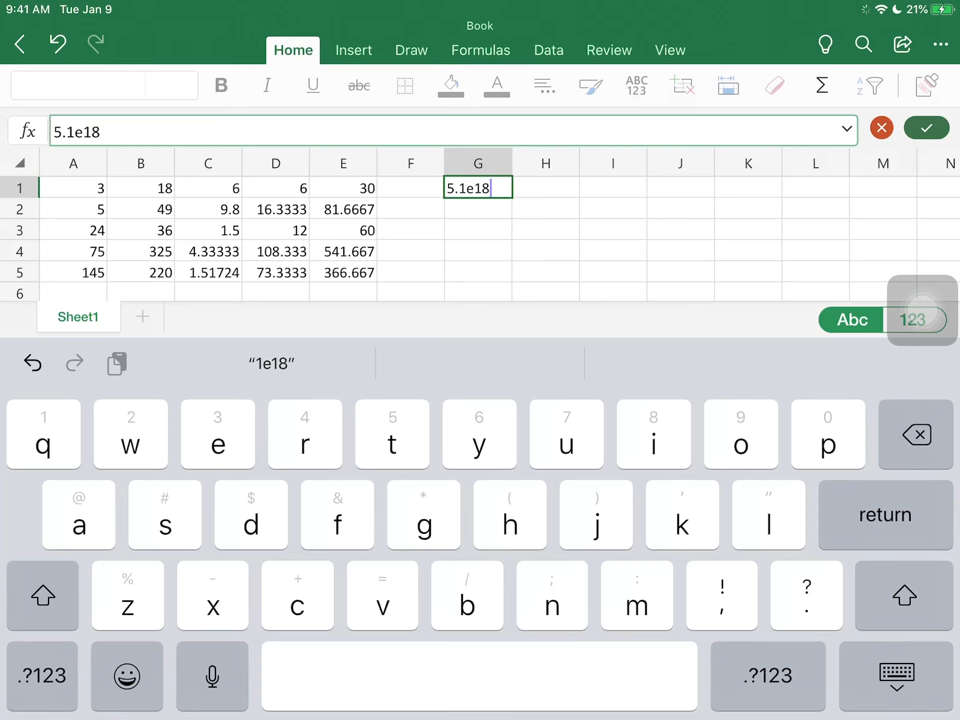 9:41 AM Tue Jan 9 21%
Book
Home Insert Draw Formulas Data Review View
B I U abc A ABC 123 Σ A Z
fx 5.1e18
A B C D E F G H I J K L M N
1 3 18 6 6 30 5.1e18
2 5 49 9.8 16.3333 81.6667
3 24 36 1.5 12 60
4 75 325 4.33333 108.333 541.667
5 145 220 1.51724 73.3333 366.667
6
Sheet1 + Abc 123
“1e18”
1 2 3 4 5 6 7 8 9 0
q w e r t y u i o p
@ # $ & * ( ) ' "
a s d f g h j k l return
% - + = / ; : ! ?
z x c v b n m , .
.?123 .?123